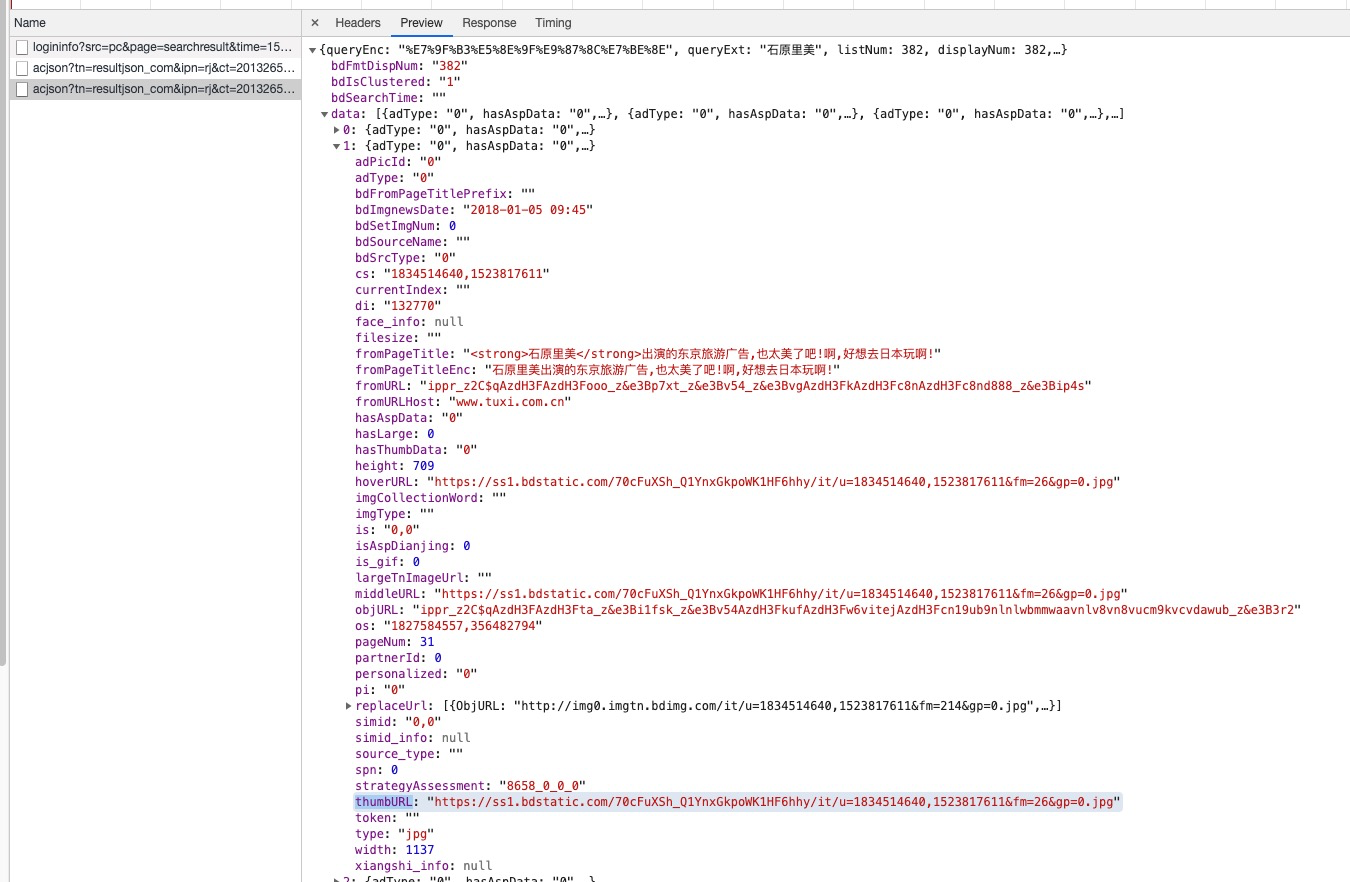 Name
× Headers Preview Response Timing
logininfo?src=pc&page=searchresult&time=15…
acjson?tn=resultjson_com&ipn=rj&ct=2013265…
acjson?tn=resultjson_com&ipn=rj&ct=2013265…
{queryEnc: "%E7%9F%B3%E5%8E%9F%E9%87%8C%E7%BE%8E", queryExt: "石原里美", listNum: 382, displayNum: 382,…}
bdFmtDispNum: "382"
bdIsClustered: "1"
bdSearchTime: ""
data: [{adType: "0", hasAspData: "0",…}, {adType: "0", hasAspData: "0",…}, {adType: "0", hasAspData: "0",…},…]
0: {adType: "0", hasAspData: "0",…}
1: {adType: "0", hasAspData: "0",…}
adPicId: "0"
adType: "0"
bdFromPageTitlePrefix: ""
bdImgnewsDate: "2018-01-05 09:45"
bdSetImgNum: 0
bdSourceName: ""
bdSrcType: "0"
cs: "1834514640,1523817611"
currentIndex: ""
di: "132770"
face_info: null
filesize: ""
fromPageTitle: "<strong>石原里美</strong>出演的东京旅游广告,也太美了吧!啊,好想去日本玩啊!"
fromPageTitleEnc: "石原里美出演的东京旅游广告,也太美了吧!啊,好想去日本玩啊!"
fromURL: "ippr_z2C$qAzdH3FAzdH3Fooo_z&e3Bp7xt_z&e3Bv54_z&e3BvgAzdH3FkAzdH3Fc8nAzdH3Fc8nd888_z&e3Bip4s"
fromURLHost: "www.tuxi.com.cn"
hasAspData: "0"
hasLarge: 0
hasThumbData: "0"
height: 709
hoverURL: "https://ss1.bdstatic.com/70cFuXSh_Q1YnxGkpoWK1HF6hhy/it/u=1834514640,1523817611&fm=26&gp=0.jpg"
imgCollectionWord: ""
imgType: ""
is: "0,0"
isAspDianjing: 0
is_gif: 0
largeTnImageUrl: ""
middleURL: "https://ss1.bdstatic.com/70cFuXSh_Q1YnxGkpoWK1HF6hhy/it/u=1834514640,1523817611&fm=26&gp=0.jpg"
objURL: "ippr_z2C$qAzdH3FAzdH3Fta_z&e3Bi1fsk_z&e3Bv54AzdH3FkufAzdH3Fw6vitejAzdH3Fcn19ub9nlnlwbmmwaavnlv8vn8vucm9kvcvdawub_z&e3B3r2"
os: "1827584557,356482794"
pageNum: 31
partnerId: 0
personalized: "0"
pi: "0"
replaceUrl: [{ObjURL: "http://img0.imgtn.bdimg.com/it/u=1834514640,1523817611&fm=214&gp=0.jpg",…}]
simid: "0,0"
simid_info: null
source_type: ""
spn: 0
strategyAssessment: "8658_0_0_0"
thumbURL: "https://ss1.bdstatic.com/70cFuXSh_Q1YnxGkpoWK1HF6hhy/it/u=1834514640,1523817611&fm=26&gp=0.jpg"
token: ""
type: "jpg"
width: 1137
xiangshi_info: null
2: {adType: "0", hasAspData: "0",…}